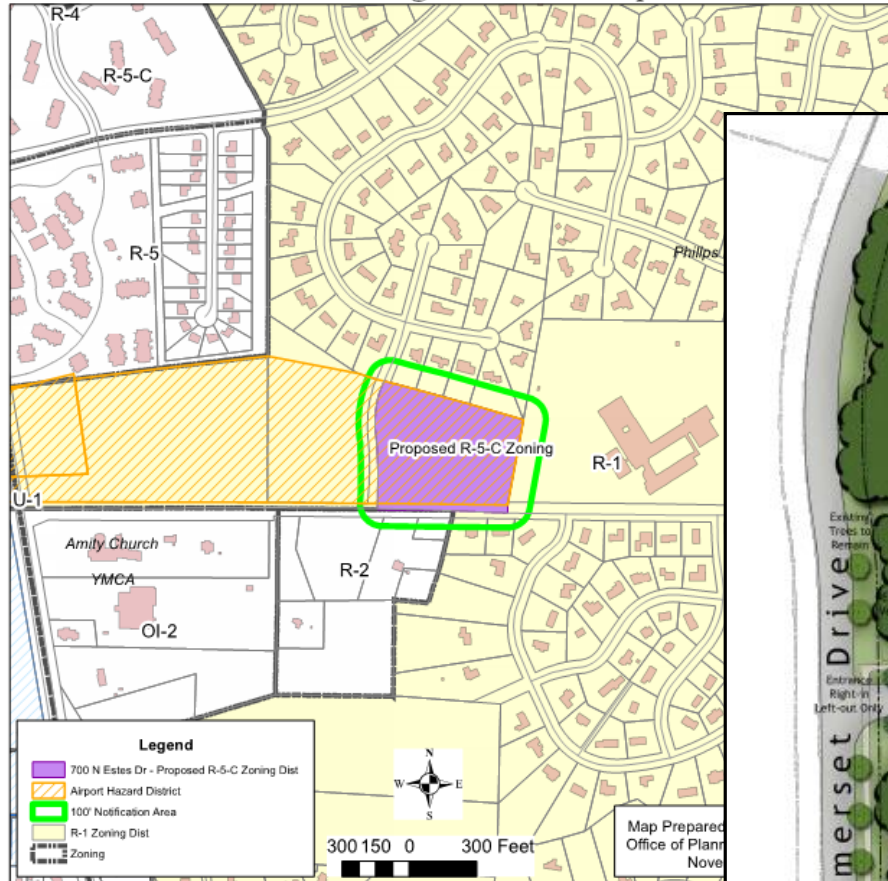 R-4
R-5-C
R-5
Phillps
Proposed R-5-C Zoning
R-1
U-1
Amity Church
YMCA
R-2
OI-2
Legend
700 N Estes Dr - Proposed R-5-C Zoning Dist
Airport Hazard District
100' Notification Area
R-1 Zoning Dist
Zoning
N
W E
S
300 150 0 300 Feet
Map Prepared
Office of Plann
Nove
Existing
Trees to
Remain
Entrance
Right-in
Left-out Only
merset Drive